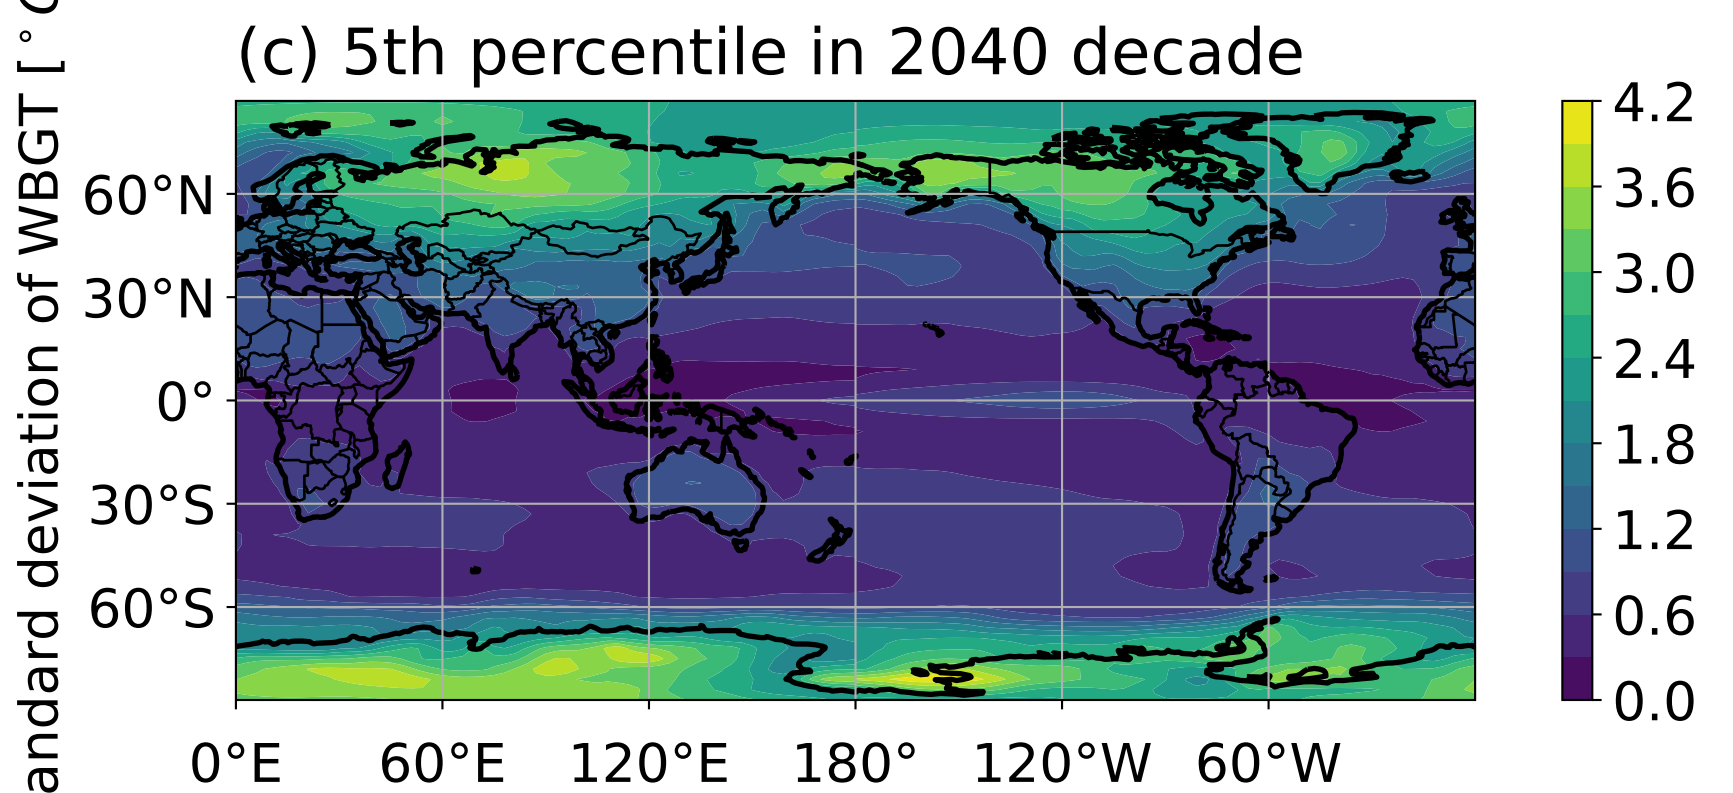 (c) 5th percentile in 2040 decade
andard deviation of WBGT [°
60°N
30°N
0°
30°S
60°S
0°E 60°E 120°E 180° 120°W 60°W
4.2
3.6
3.0
2.4
1.8
1.2
0.6
0.0